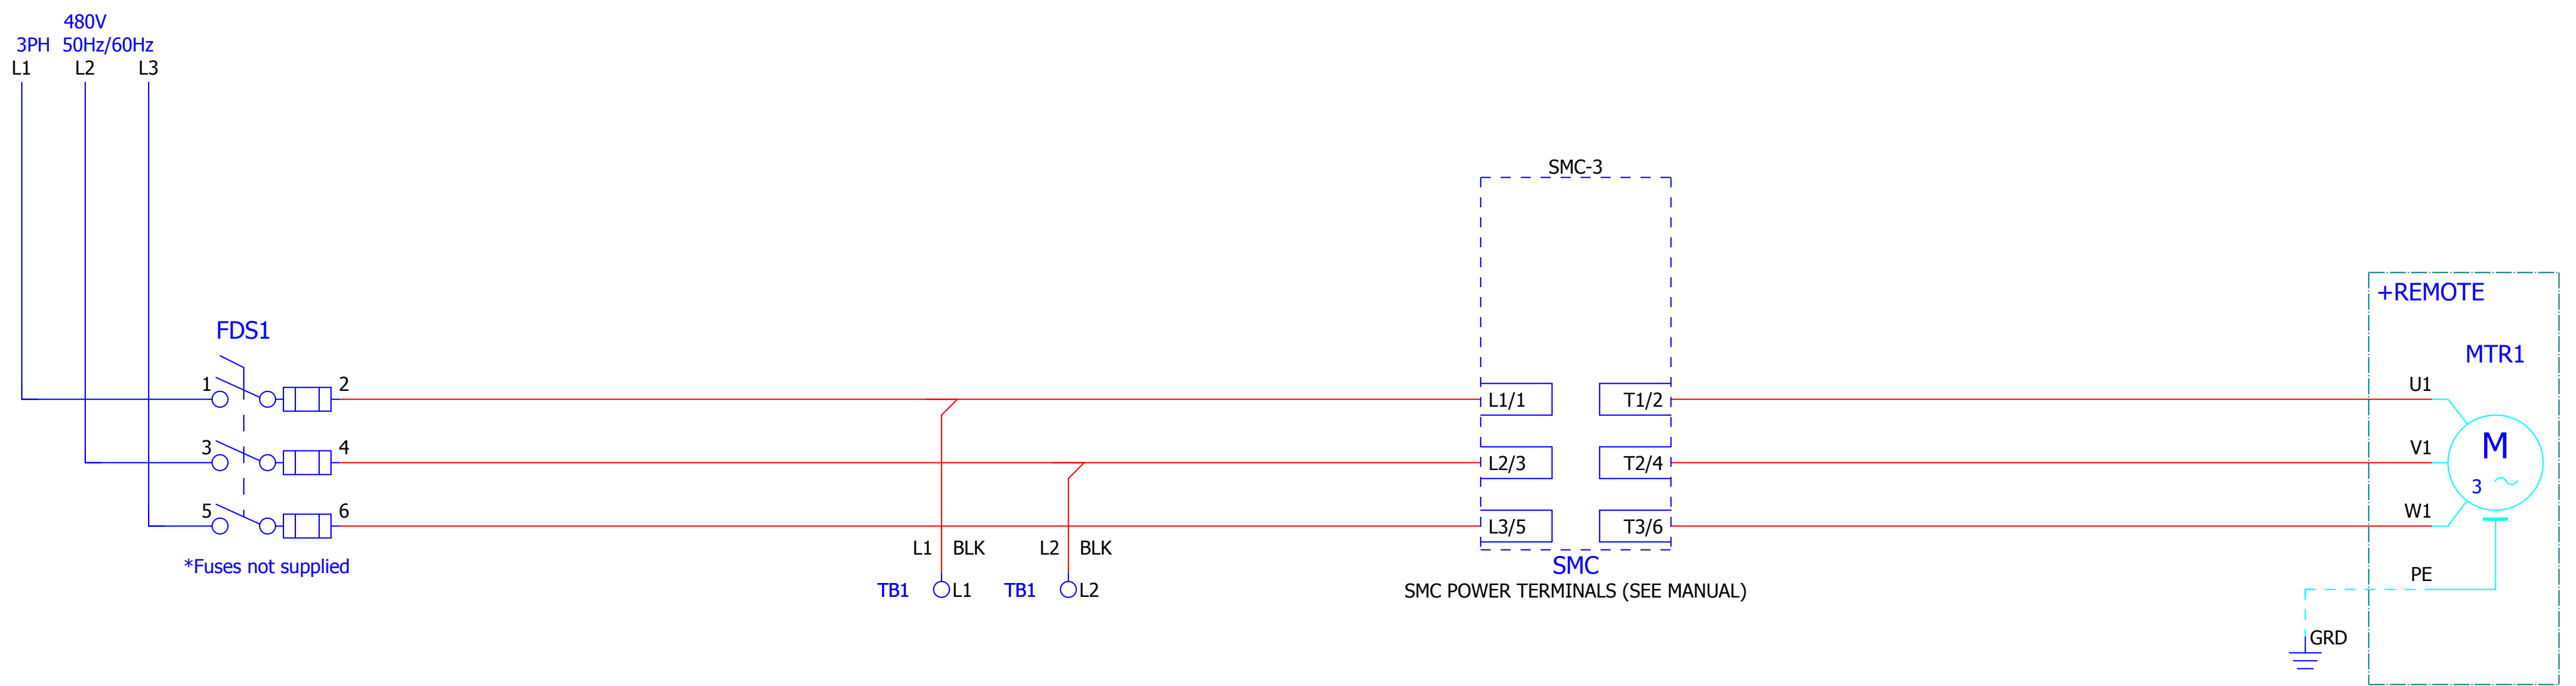 480V
3PH 50Hz/60Hz
L1 L2 L3
SMC-3
+REMOTE
FDS1
MTR1
1 2 L1/1 T1/2 U1
3 4 L2/3 T2/4 V1
M
3
5 6 L3/5 T3/6 W1
L1 BLK L2 BLK
*Fuses not supplied
SMC
PE
TB1 L1 TB1 L2
SMC POWER TERMINALS (SEE MANUAL)
GRD